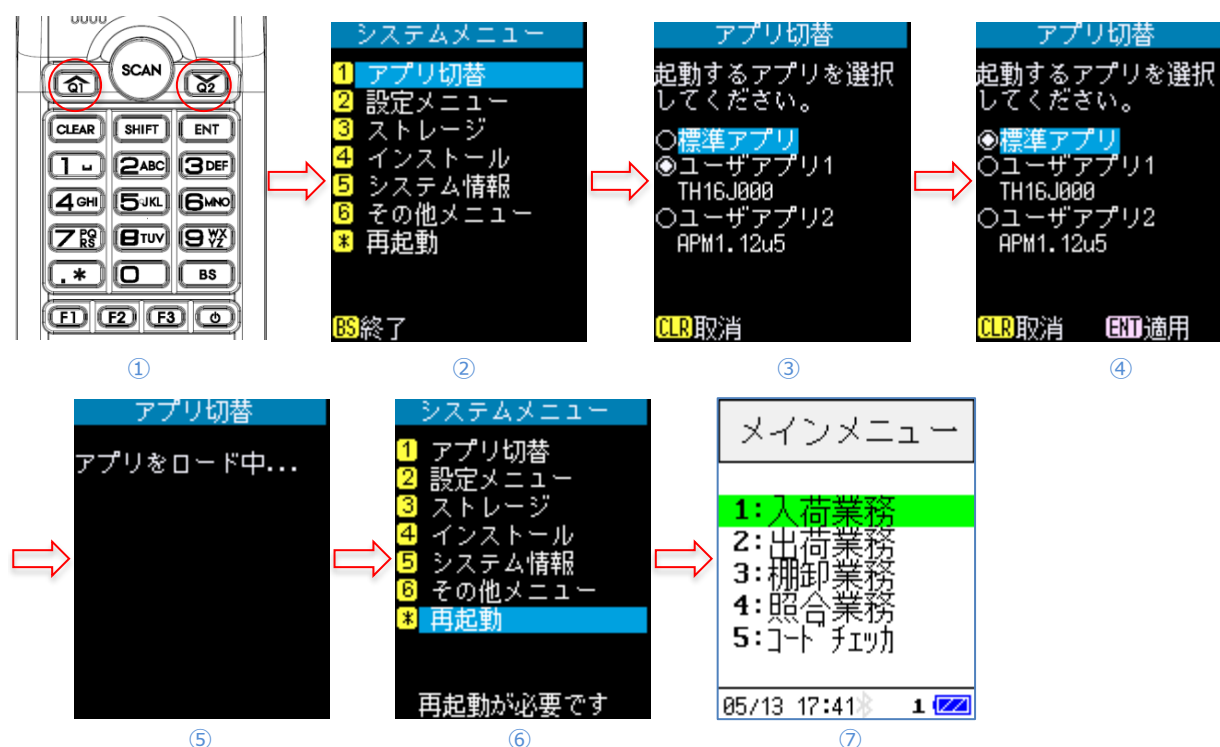 SCAN
Q1
Q2
CLEAR SHIFT ENT
1 ␣ 2ABC 3DEF
4GHI 5JKL 6MNO
7PQRS 8TUV 9WXYZ
.* 0 BS
F1 F2 F3
①
システムメニュー
1 アプリ切替
2 設定メニュー
3 ストレージ
4 インストール
5 システム情報
6 その他メニュー
* 再起動
BS終了
②
アプリ切替
起動するアプリを選択
してください。
○標準アプリ
◉ユーザアプリ1
TH16J000
○ユーザアプリ2
APM1.12u5
CLR取消
③
アプリ切替
起動するアプリを選択
してください。
◉標準アプリ
○ユーザアプリ1
TH16J000
○ユーザアプリ2
APM1.12u5
CLR取消 ENT適用
④
アプリ切替
アプリをロード中...
⑤
システムメニュー
1 アプリ切替
2 設定メニュー
3 ストレージ
4 インストール
5 システム情報
6 その他メニュー
* 再起動
再起動が必要です
⑥
メインメニュー
1:入荷業務
2:出荷業務
3:棚卸業務
4:照合業務
5:コードチェッカ
05/13 17:41 1
⑦